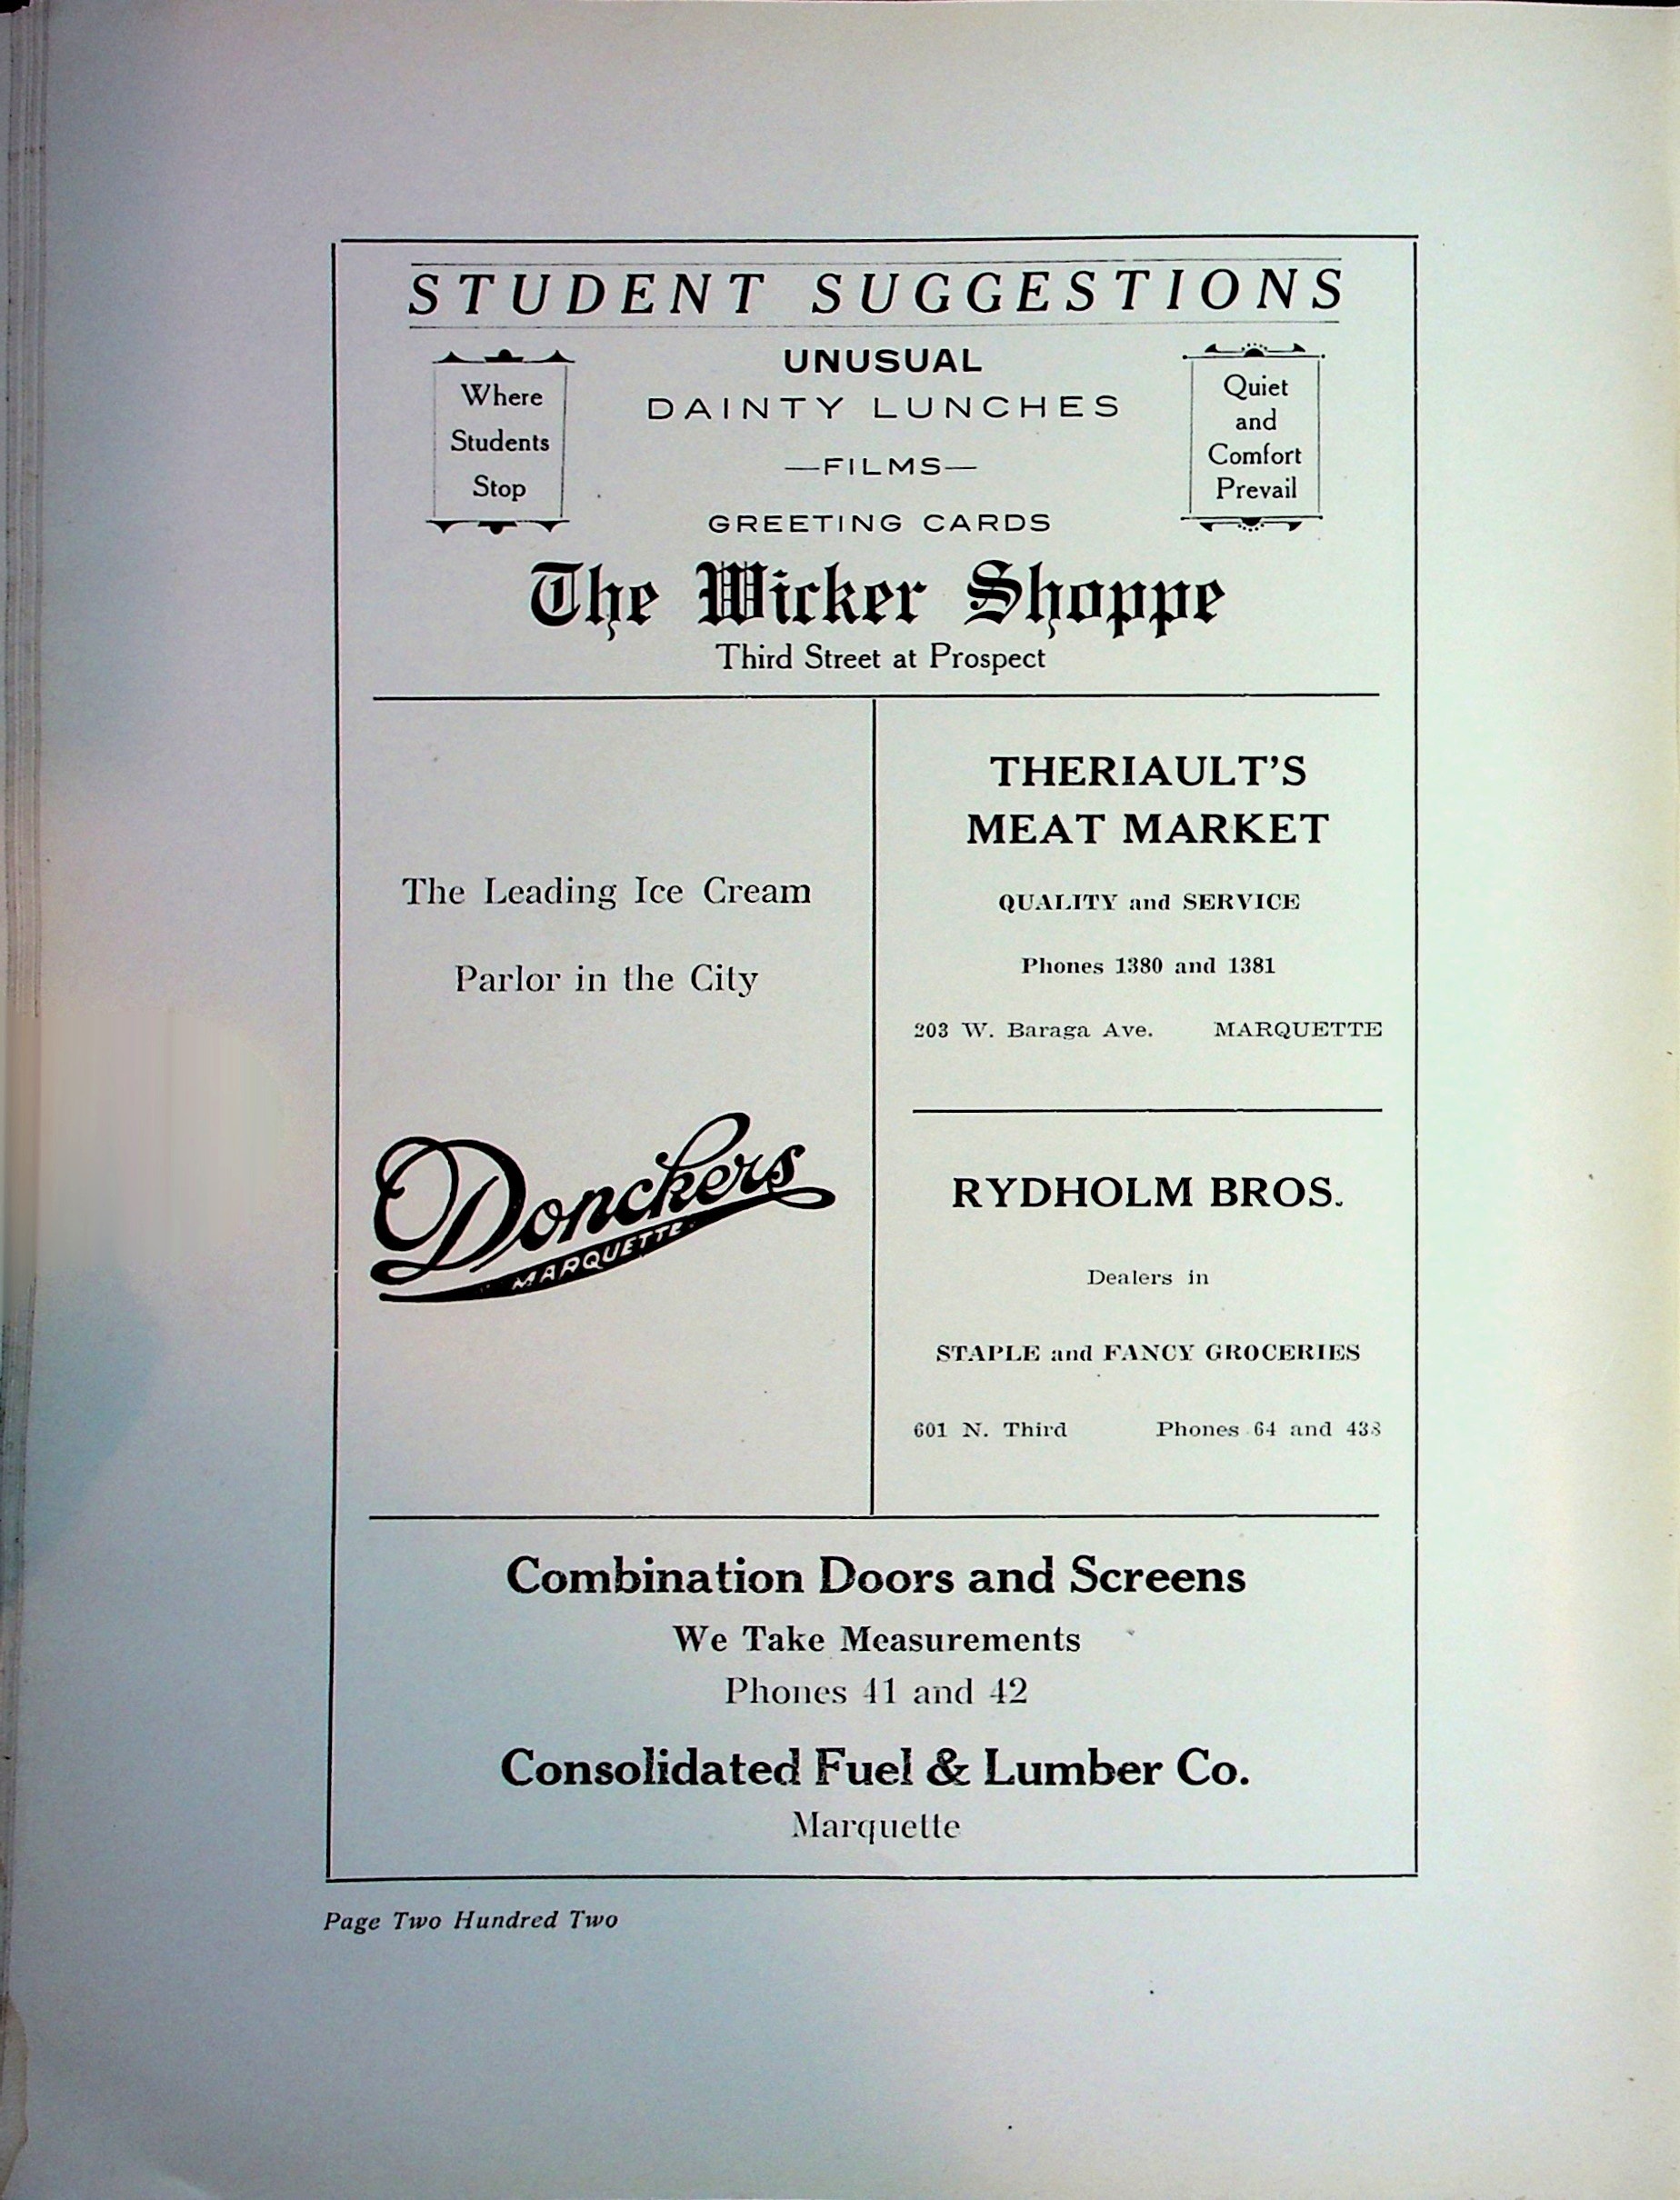 STUDENT SUGGESTIONS
Where
Students
Stop
UNUSUAL
DAINTY LUNCHES
—FILMS—
GREETING CARDS
Quiet
and
Comfort
Prevail
The Wicker Shoppe
Third Street at Prospect
The Leading Ice Cream
Parlor in the City
Donckers
MARQUETTE
THERIAULT'S
MEAT MARKET
QUALITY and SERVICE
Phones 1380 and 1381
203 W. Baraga Ave. MARQUETTE
RYDHOLM BROS.
Dealers in
STAPLE and FANCY GROCERIES
601 N. Third Phones 64 and 438
Combination Doors and Screens
We Take Measurements
Phones 41 and 42
Consolidated Fuel & Lumber Co.
Marquette
Page Two Hundred Two